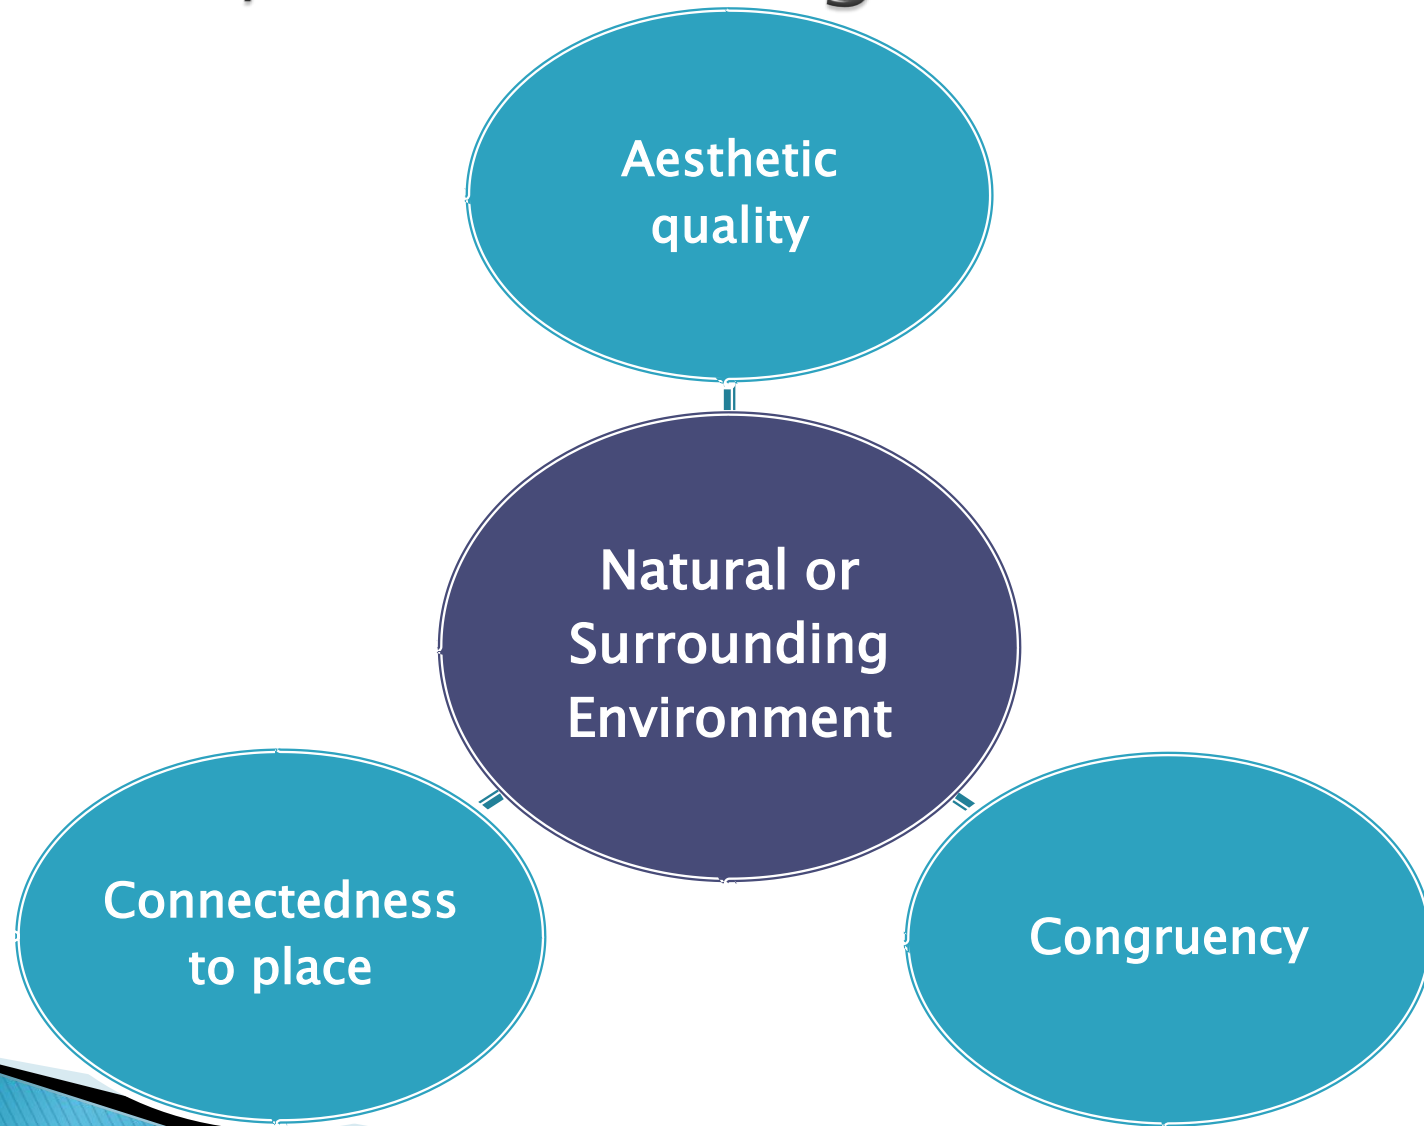 Aesthetic
quality
Natural or
Surrounding
Environment
Connectedness
to place
Congruency